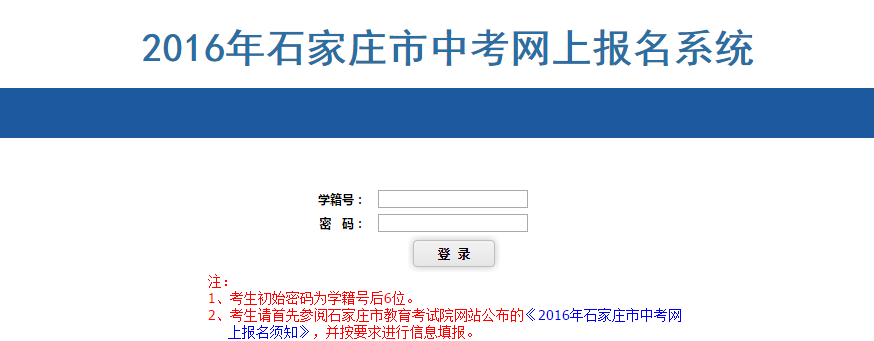 2016年石家庄市中考网上报名系统
学籍号：
密 码：
登 录
注：
1、考生初始密码为学籍号后6位。
2、考生请首先参阅石家庄市教育考试院网站公布的《2016年石家庄市中考网
上报名须知》，并按要求进行信息填报。